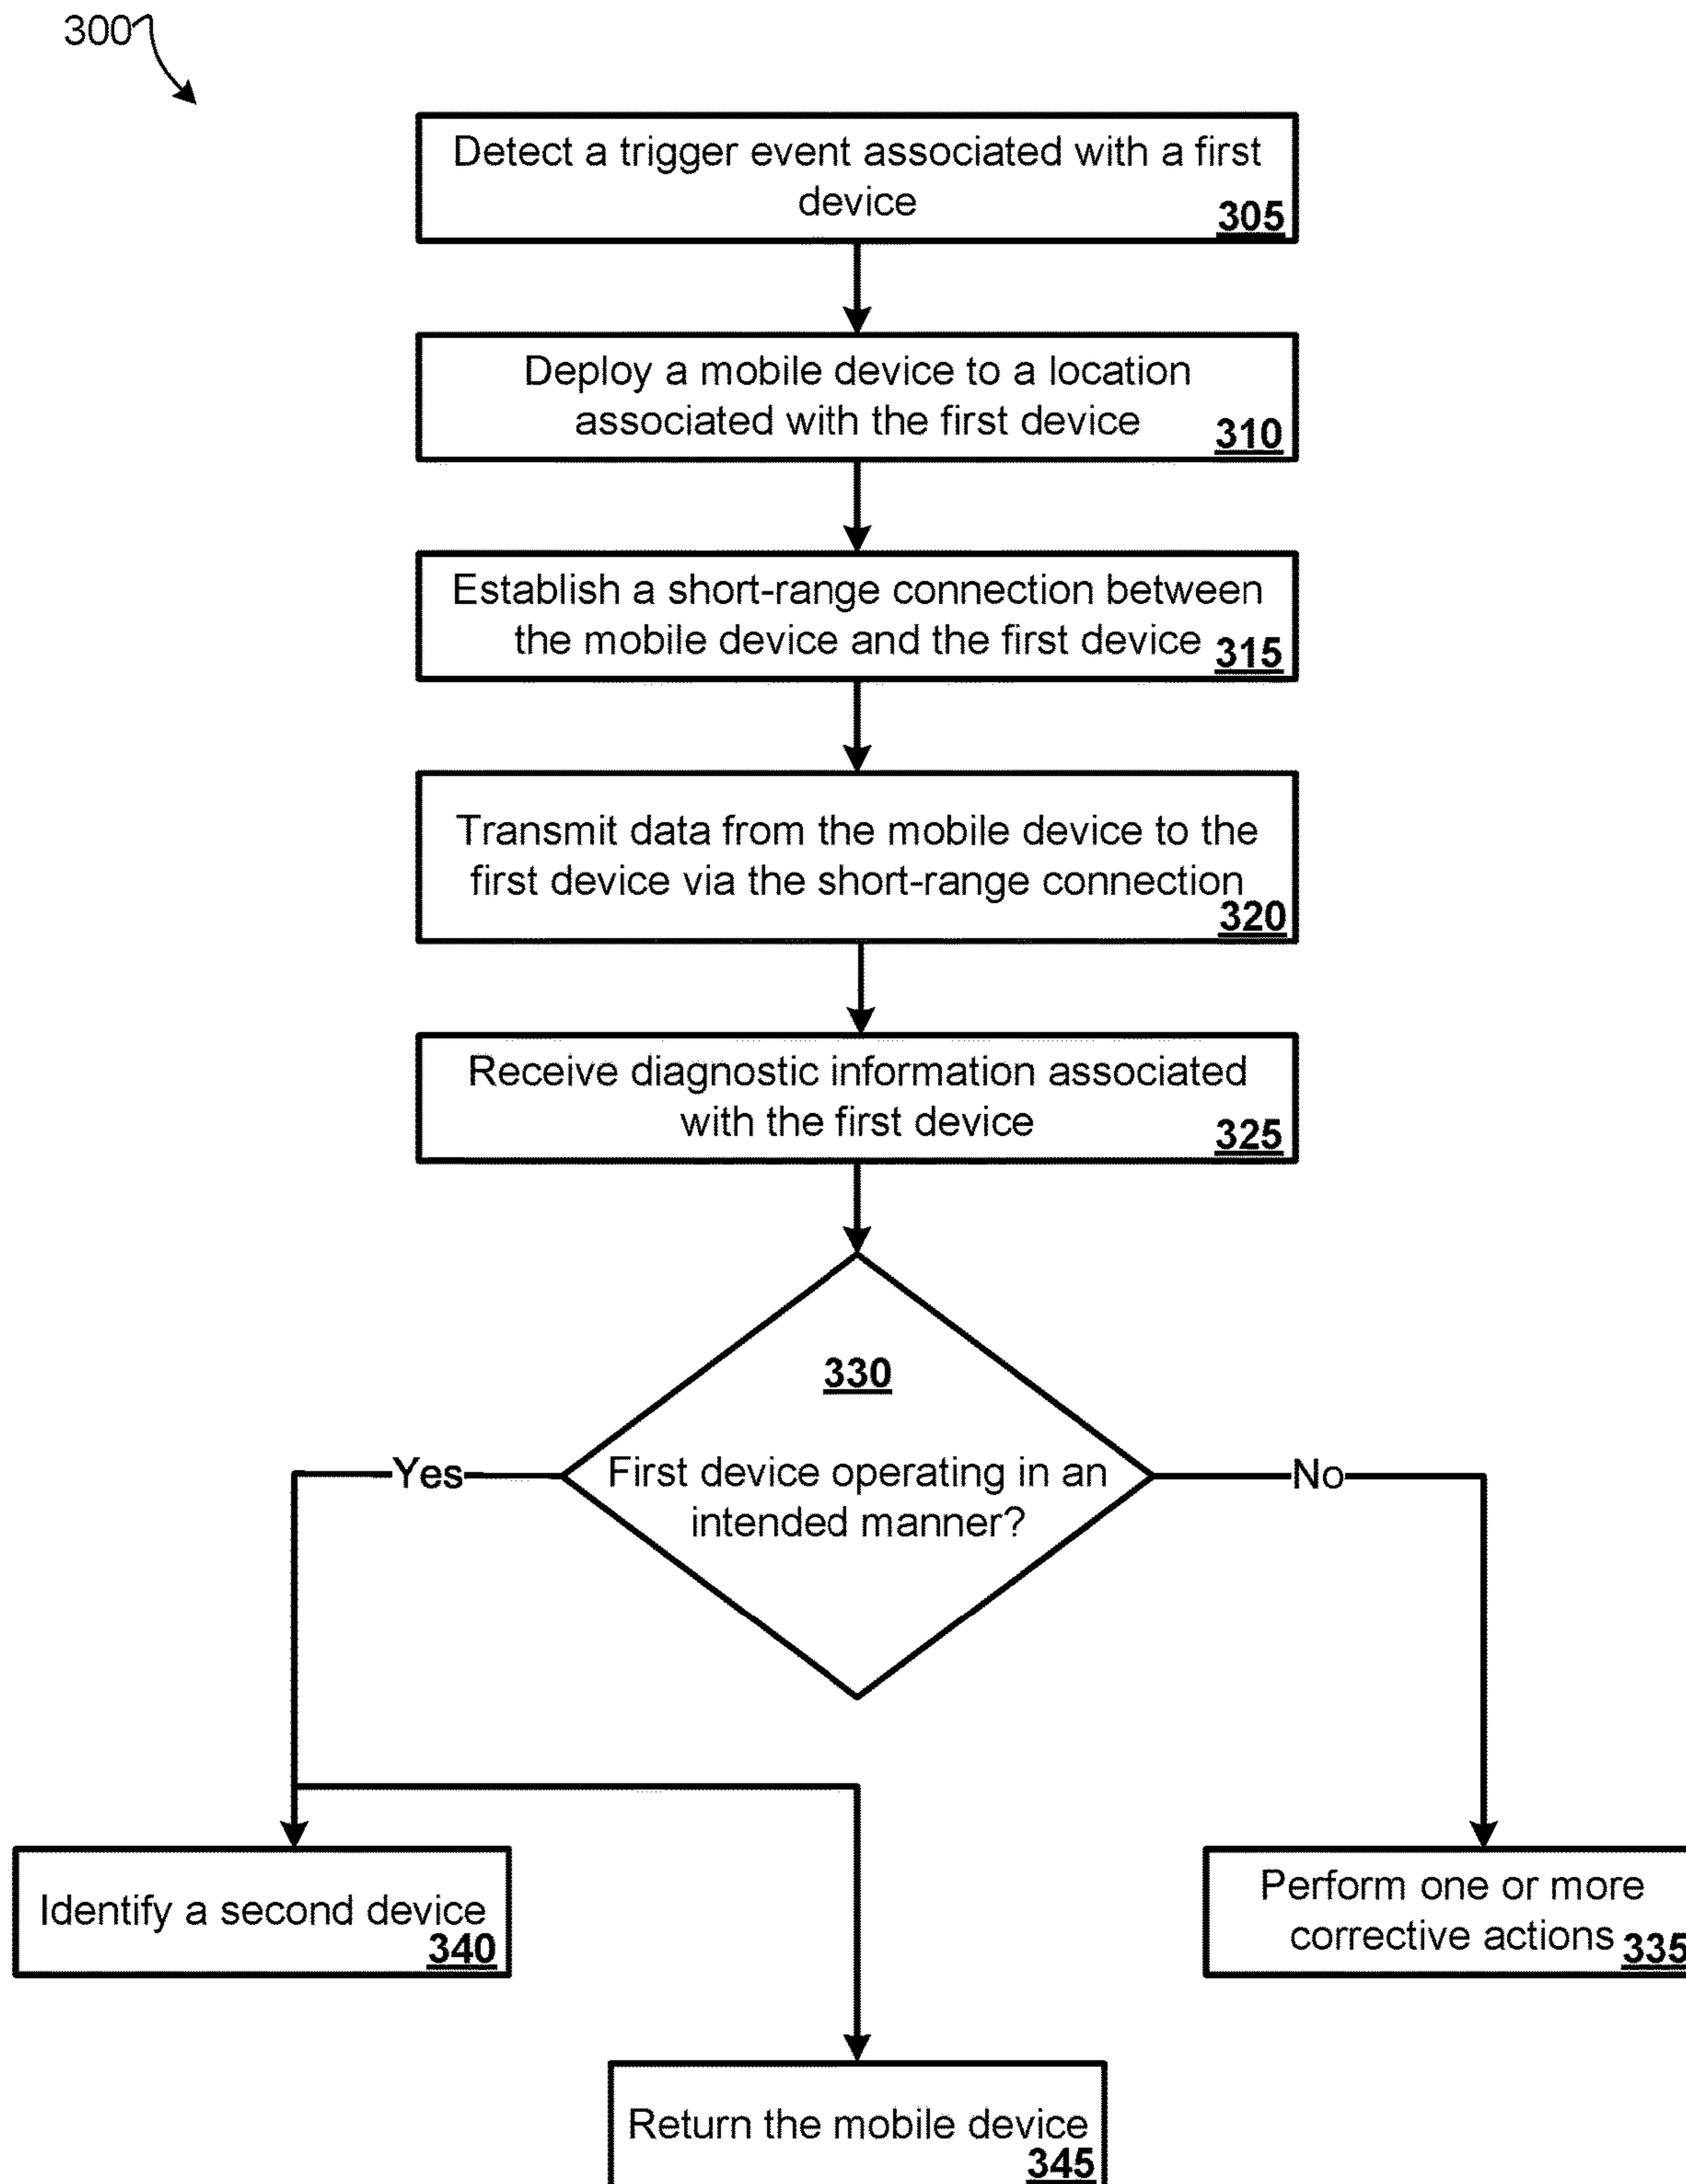 300
Detect a trigger event associated with a first
device
305
Deploy a mobile device to a location
associated with the first device
310
Establish a short-range connection between
the mobile device and the first device
315
Transmit data from the mobile device to the
first device via the short-range connection
320
Receive diagnostic information associated
with the first device
325
330
Yes
First device operating in an
intended manner?
No
Identify a second device
340
Perform one or more
corrective actions
335
Return the mobile device
345